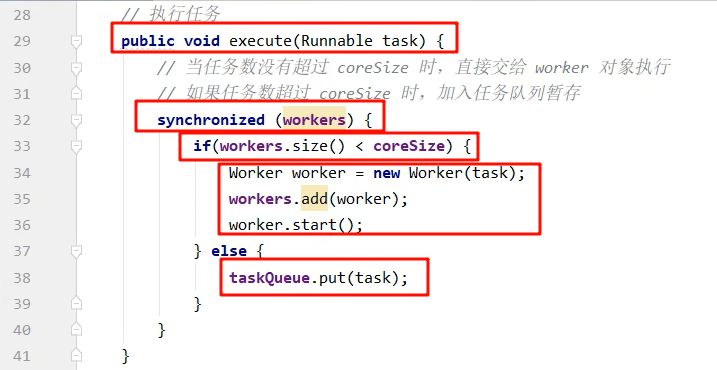 28 // 执行任务
29 public void execute(Runnable task) {
30 // 当任务数没有超过 coreSize 时，直接交给 worker 对象执行
31 // 如果任务数超过 coreSize 时，加入任务队列暂存
32 synchronized (workers) {
33 if(workers.size() < coreSize) {
34 Worker worker = new Worker(task);
35 workers.add(worker);
36 worker.start();
37 } else {
38 taskQueue.put(task);
39 }
40 }
41 }